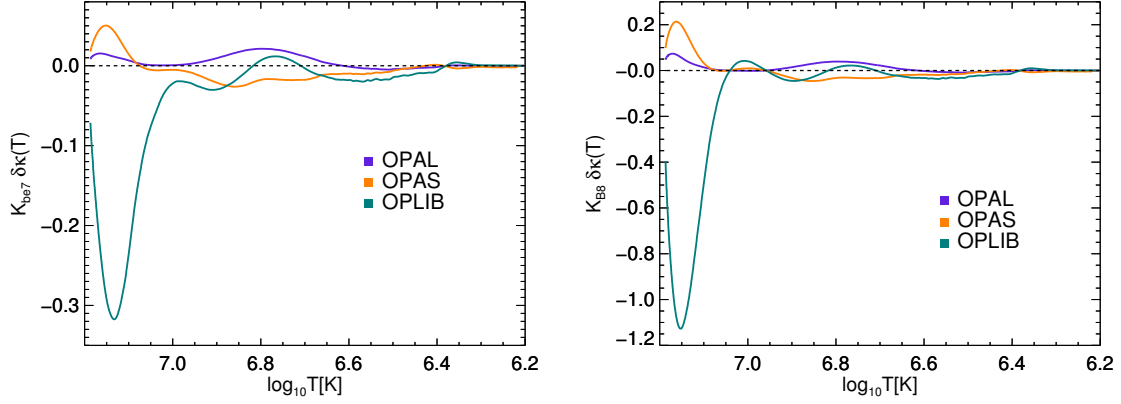 0.0
−0.1
−0.2
−0.3
K_be7 δκ(T)
OPAL
OPAS
OPLIB
7.0 6.8 6.6 6.4 6.2
log₁₀T[K]
0.2
−0.0
−0.2
−0.4
−0.6
−0.8
−1.0
−1.2
K_B8 δκ(T)
OPAL
OPAS
OPLIB
7.0 6.8 6.6 6.4 6.2
log₁₀T[K]